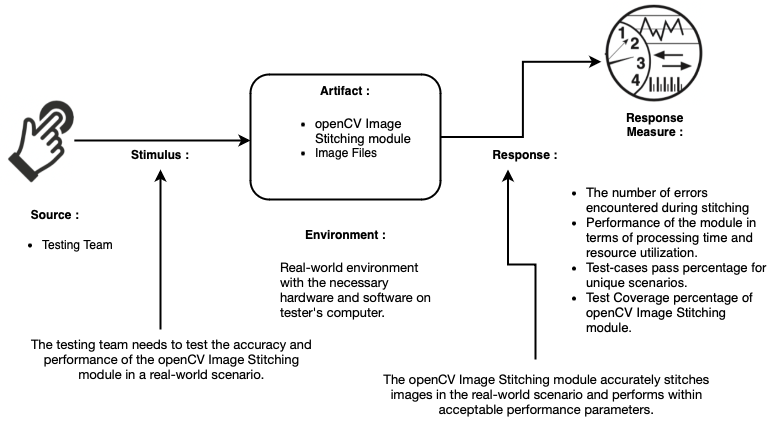 1
2
3
4
Artifact :
• openCV Image
Stitching module
• Image Files
Stimulus :
Response :
Response
Measure :
Source :
• Testing Team
Environment :
Real-world environment
with the necessary
hardware and software on
tester's computer.
• The number of errors
encountered during stitching
• Performance of the module in
terms of processing time and
resource utilization.
• Test-cases pass percentage for
unique scenarios.
• Test Coverage percentage of
openCV Image Stitching
module.
The testing team needs to test the accuracy and
performance of the openCV Image Stitching
module in a real-world scenario.
The openCV Image Stitching module accurately stitches
images in the real-world scenario and performs within
acceptable performance parameters.